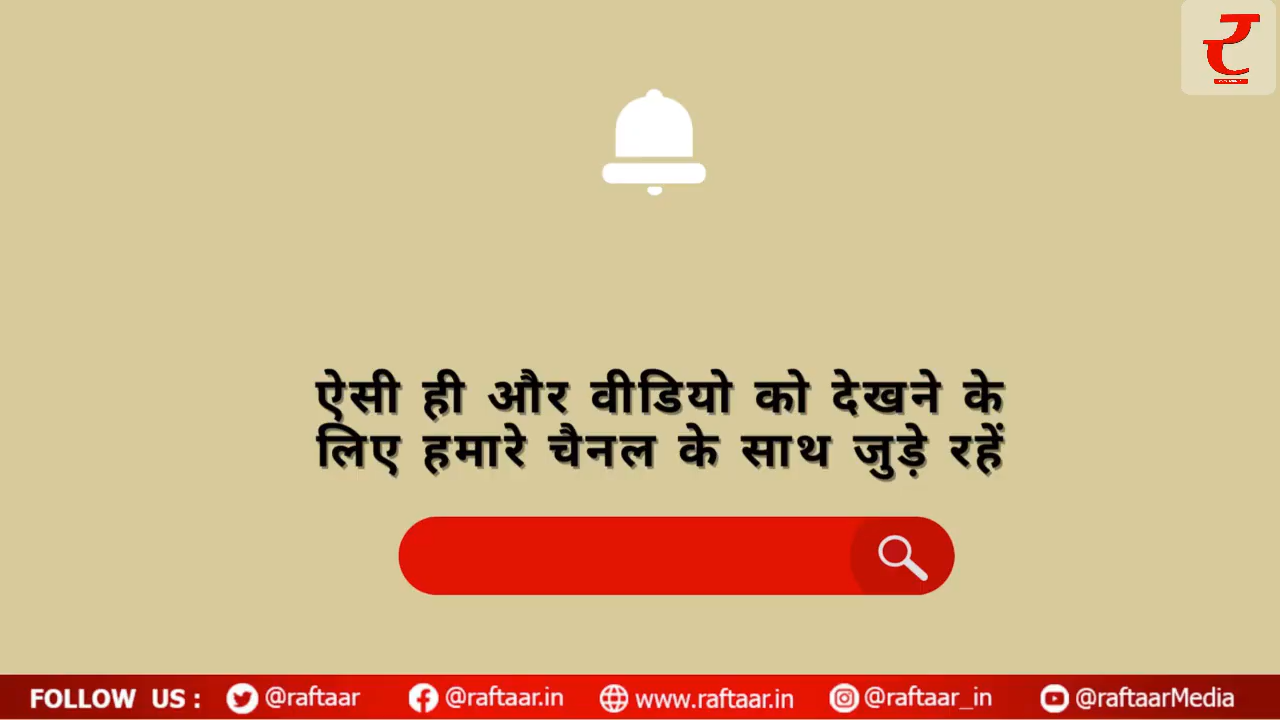 ऐसी ही और वीडियो को देखने के
लिए हमारे चैनल के साथ जुड़े रहें
FOLLOW US : @raftaar @raftaar.in www.raftaar.in @raftaar_in @raftaarMedia